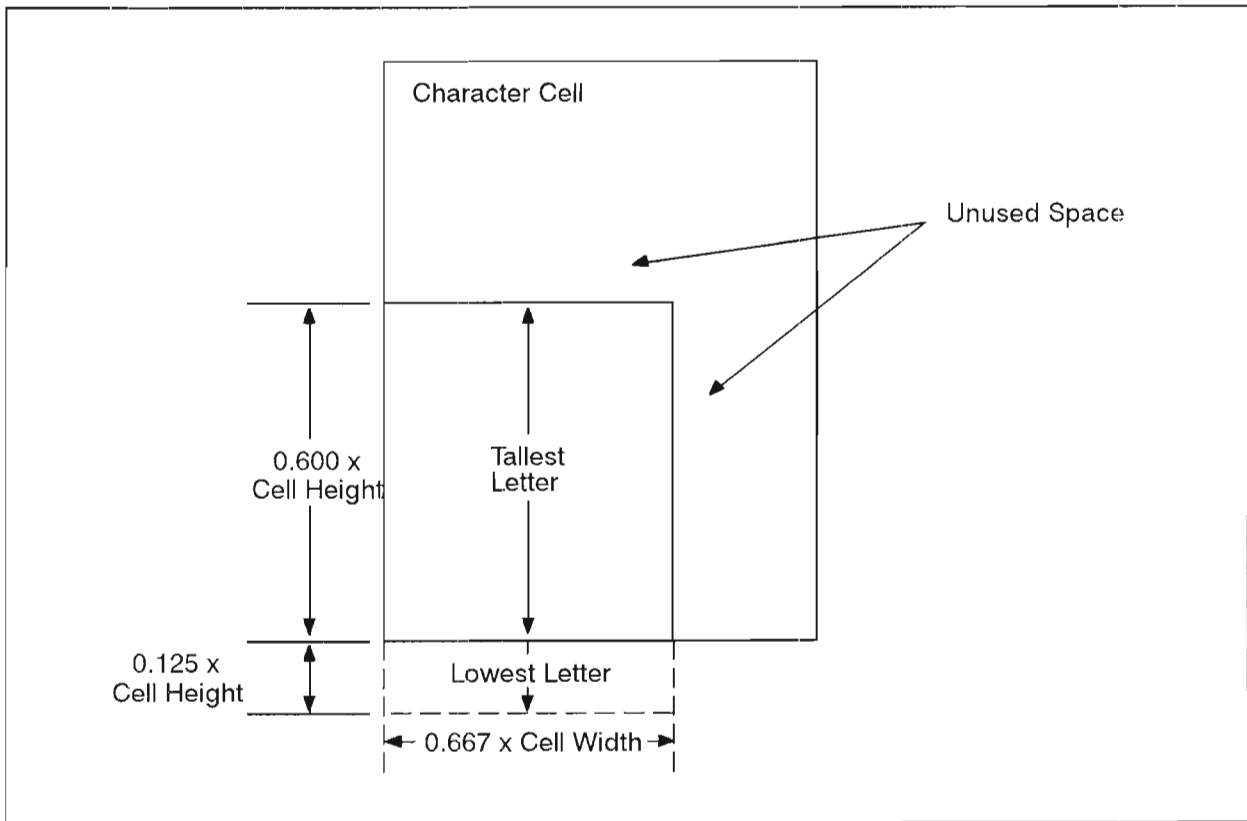 Character Cell
Unused Space
0.600 x
Cell Height
Tallest
Letter
0.125 x
Cell Height
Lowest Letter
0.667 x Cell Width